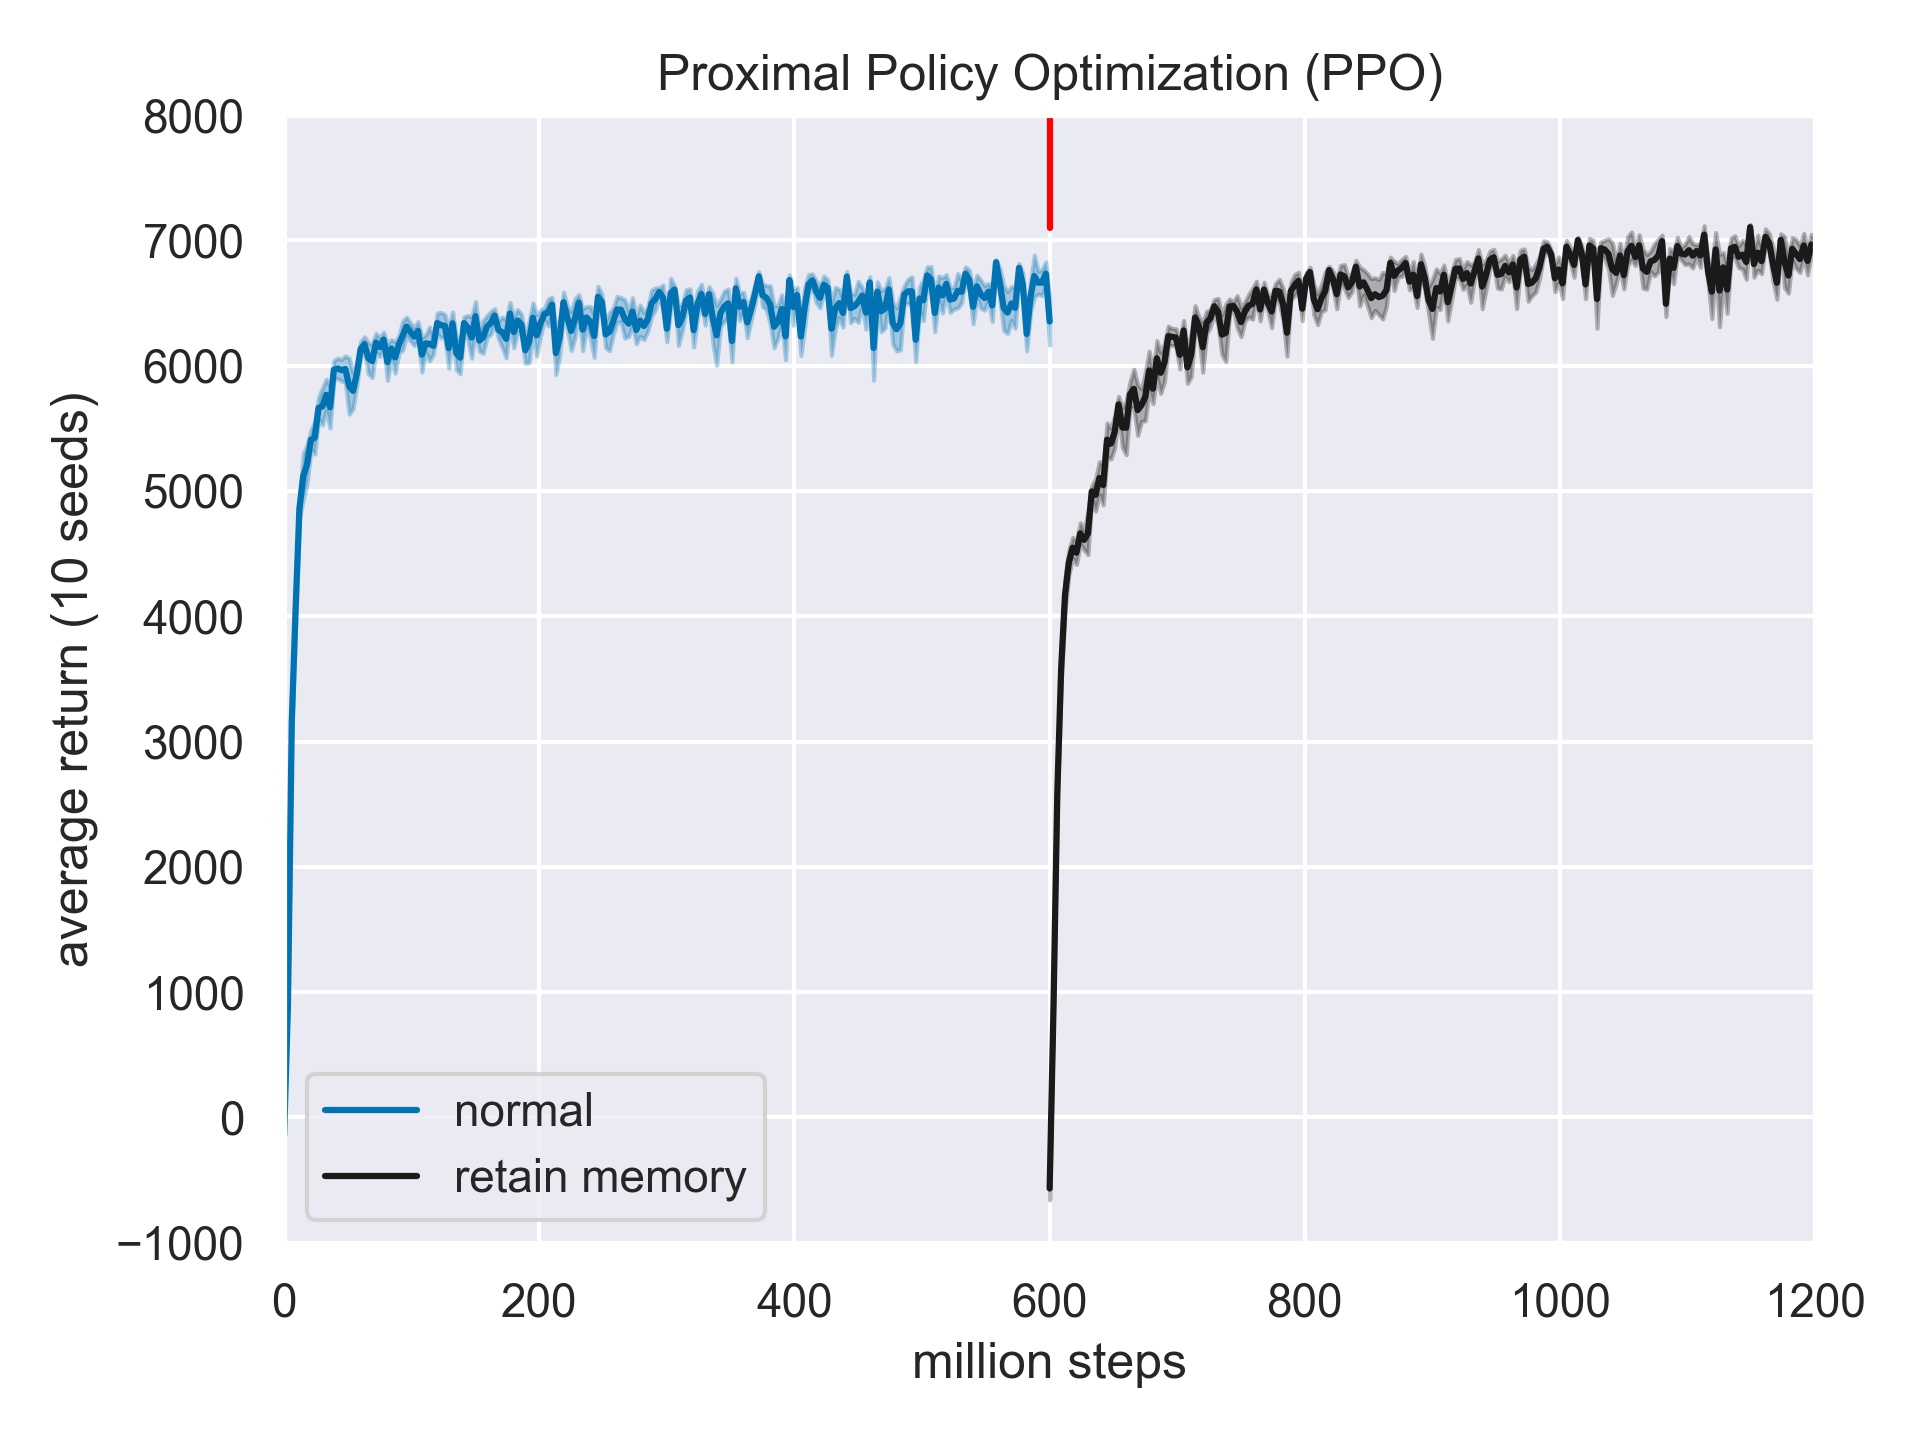 Proximal Policy Optimization (PPO)
8000
7000
6000
5000
4000
3000
2000
1000
0
−1000
average return (10 seeds)
normal
retain memory
0 200 400 600 800 1000 1200
million steps